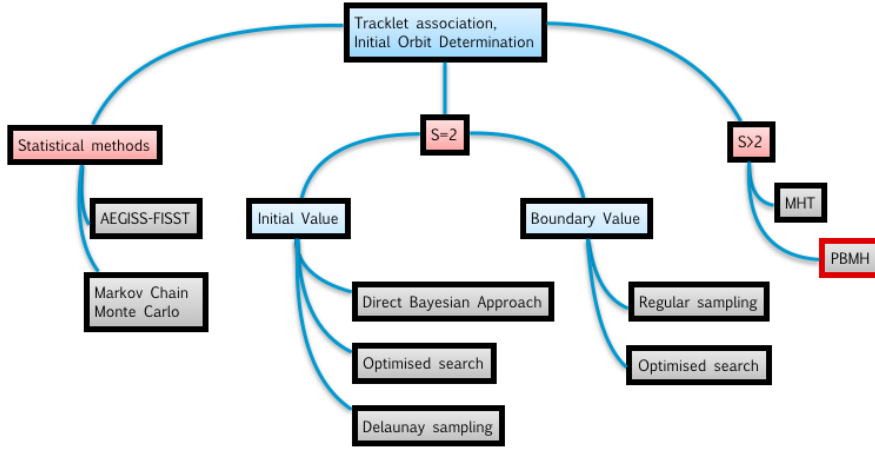 Tracklet association,
Initial Orbit Determination
Statistical methods
S=2
S>2
AEGISS-FISST
Initial Value
Boundary Value
MHT
PBMH
Markov Chain
Monte Carlo
Direct Bayesian Approach
Regular sampling
Optimised search
Optimised search
Delaunay sampling